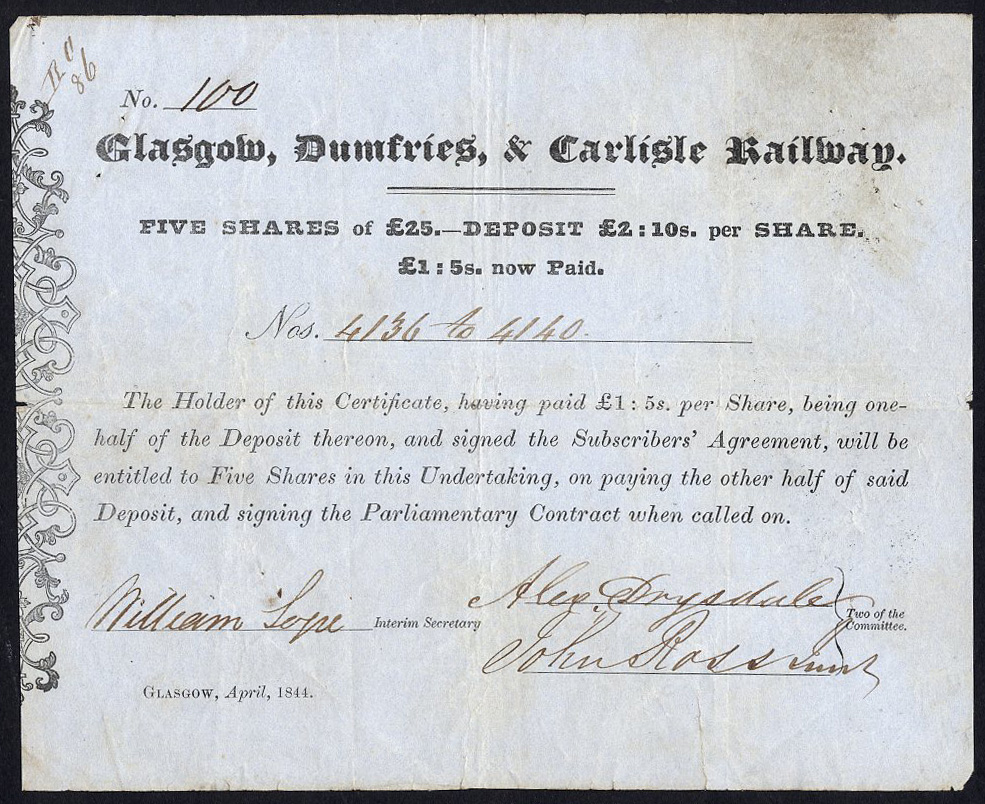 No. 100
Glasgow, Dumfries, & Carlisle Railway.
FIVE SHARES of £25.—DEPOSIT £2 : 10s. per SHARE.
£1 : 5s. now Paid.
Nos. 4136 to 4140.
The Holder of this Certificate, having paid £1 : 5s. per Share, being one-
half of the Deposit thereon, and signed the Subscribers' Agreement, will be
entitled to Five Shares in this Undertaking, on paying the other half of said
Deposit, and signing the Parliamentary Contract when called on.
Alex. Drysdale
William Interim Secretary
Two of the
Committee.
John Ross
Glasgow, April, 1844.